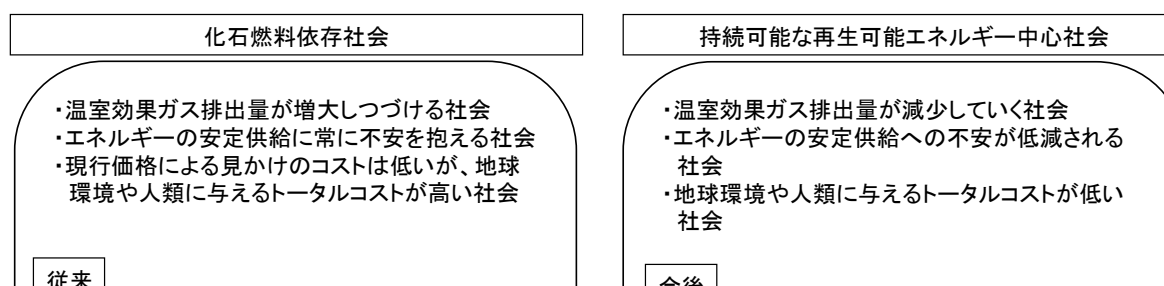 化石燃料依存社会
・温室効果ガス排出量が増大しつづける社会
・エネルギーの安定供給に常に不安を抱える社会
・現行価格による見かけのコストは低いが、地球
環境や人類に与えるトータルコストが高い社会
従来
持続可能な再生可能エネルギー中心社会
・温室効果ガス排出量が減少していく社会
・エネルギーの安定供給への不安が低減される
社会
・地球環境や人類に与えるトータルコストが低い
社会
今後